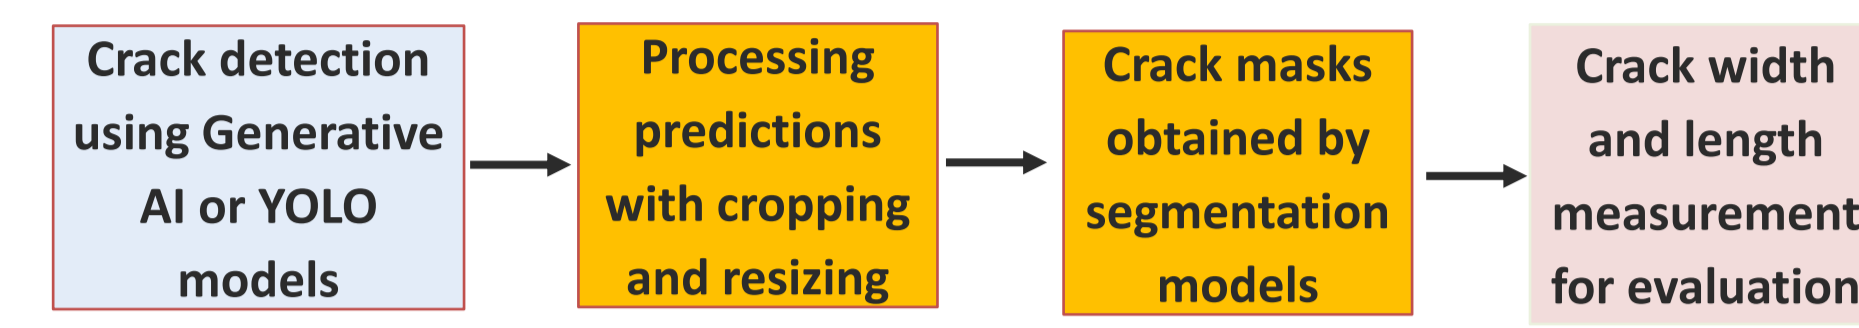 Crack detection
using Generative
AI or YOLO
models
Processing
predictions
with cropping
and resizing
Crack masks
obtained by
segmentation
models
Crack width
and length
measurement
for evaluation